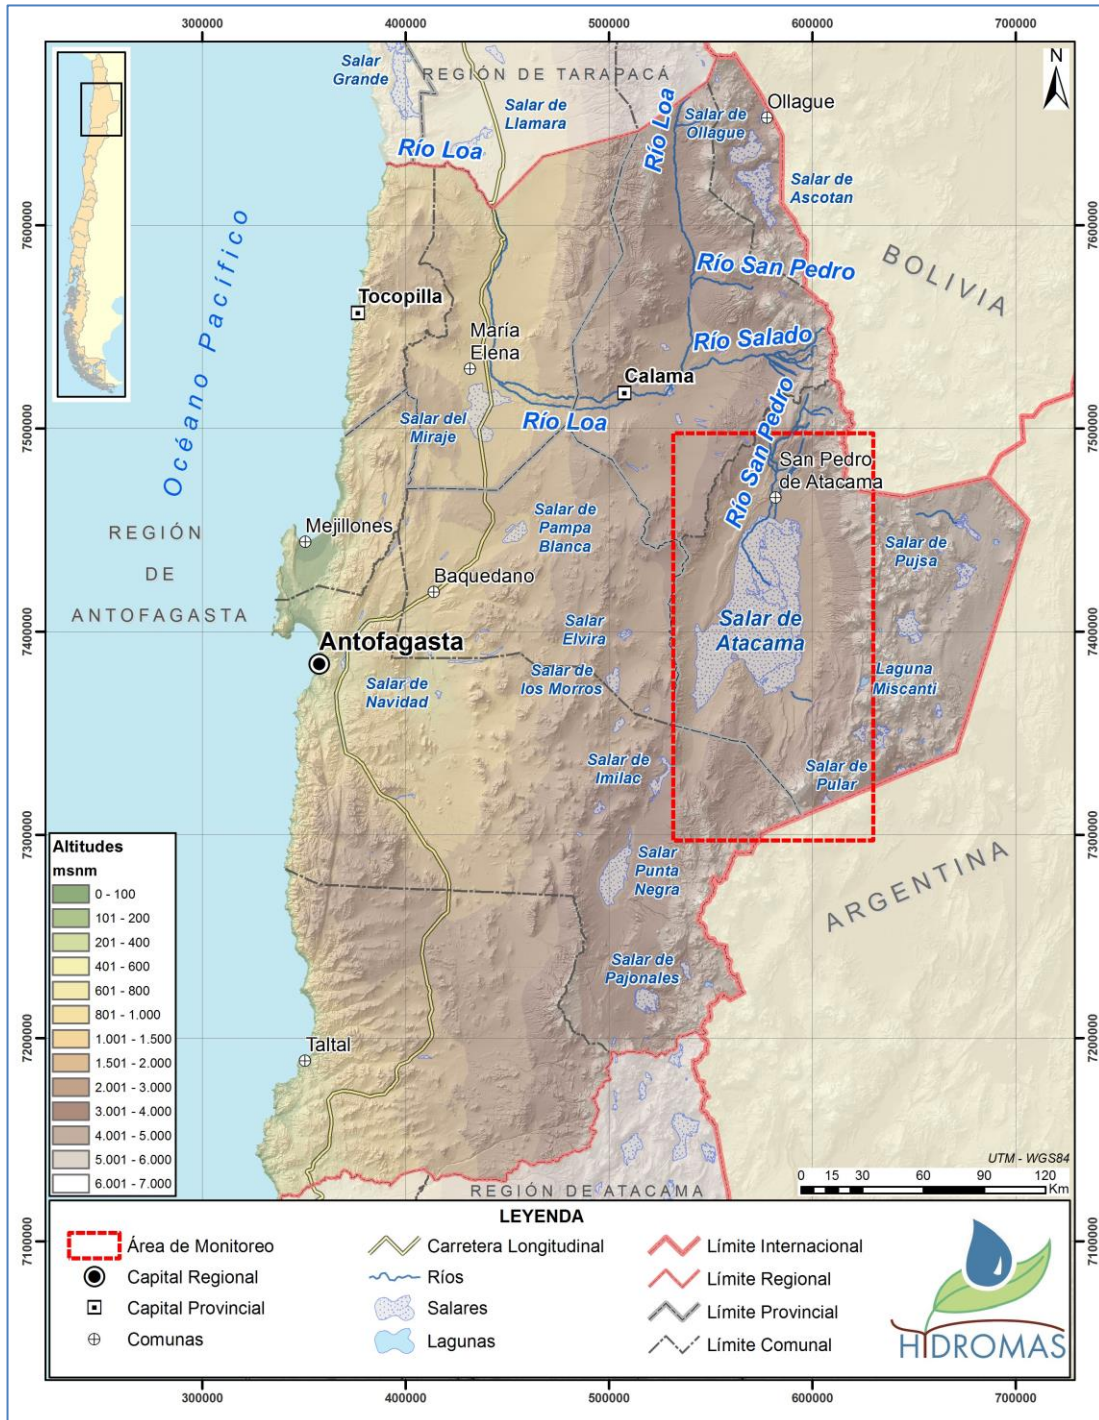 300000
400000
500000
600000
700000
Salar
Grande
REGIÓN DE TARAPACÁ
N
Salar de
Llamara
Río Loa
Río Loa
Salar de
Ollague
Ollague
Salar de
Ascotan
7600000
7600000
Océano Pacífico
BOLIVIA
Río San Pedro
Tocopilla
María
Elena
Río Salado
Calama
Salar del
Miraje
Río Loa
Río San Pedro
7500000
7500000
San Pedro
de Atacama
Mejillones
Salar de
Pampa
Blanca
Salar de
Pujsa
REGIÓN
DE
ANTOFAGASTA
Baquedano
7400000
7400000
Antofagasta
Salar
Elvira
Salar de
Atacama
Salar de
Navidad
Salar de
los Morros
Laguna
Miscanti
Salar de
Imilac
Salar de
Pular
7300000
7300000
Salar
Punta
Negra
ARGENTINA
Salar de
Pajonales
7200000
7200000
Taltal
Altitudes
msnm
0 - 100
101 - 200
201 - 400
401 - 600
601 - 800
801 - 1.000
1.001 - 1.500
1.501 - 2.000
2.001 - 3.000
3.001 - 4.000
4.001 - 5.000
5.001 - 6.000
6.001 - 7.000
UTM - WGS84
0 15 30 60 90 120
Km
REGIÓN DE ATACAMA
7100000
7100000
LEYENDA
Área de Monitoreo
Capital Regional
Capital Provincial
Comunas
Carretera Longitudinal
Ríos
Salares
Lagunas
Límite Internacional
Límite Regional
Límite Provincial
Límite Comunal
HIDROMAS
300000
400000
500000
600000
700000